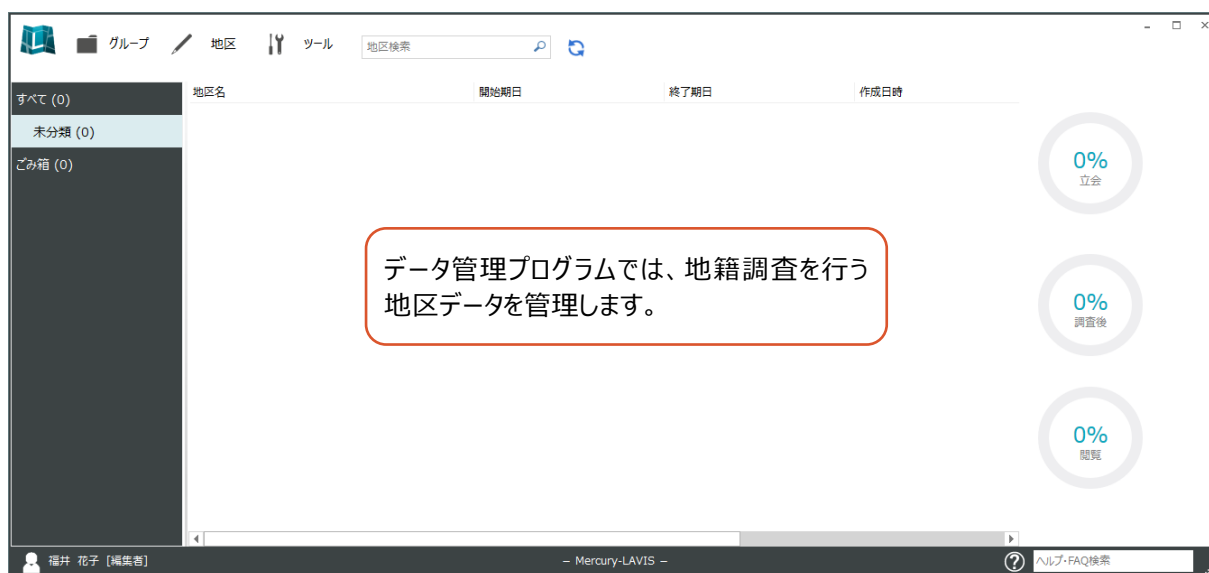 グループ 地区 ツール 地区検索
すべて (0)
未分類 (0)
ごみ箱 (0)
地区名 開始期日 終了期日 作成日時
0%
立会
データ管理プログラムでは、地籍調査を行う
地区データを管理します。
0%
調査後
0%
閲覧
福井 花子 [編集者] – Mercury-LAVIS – ? ヘルプ・FAQ検索